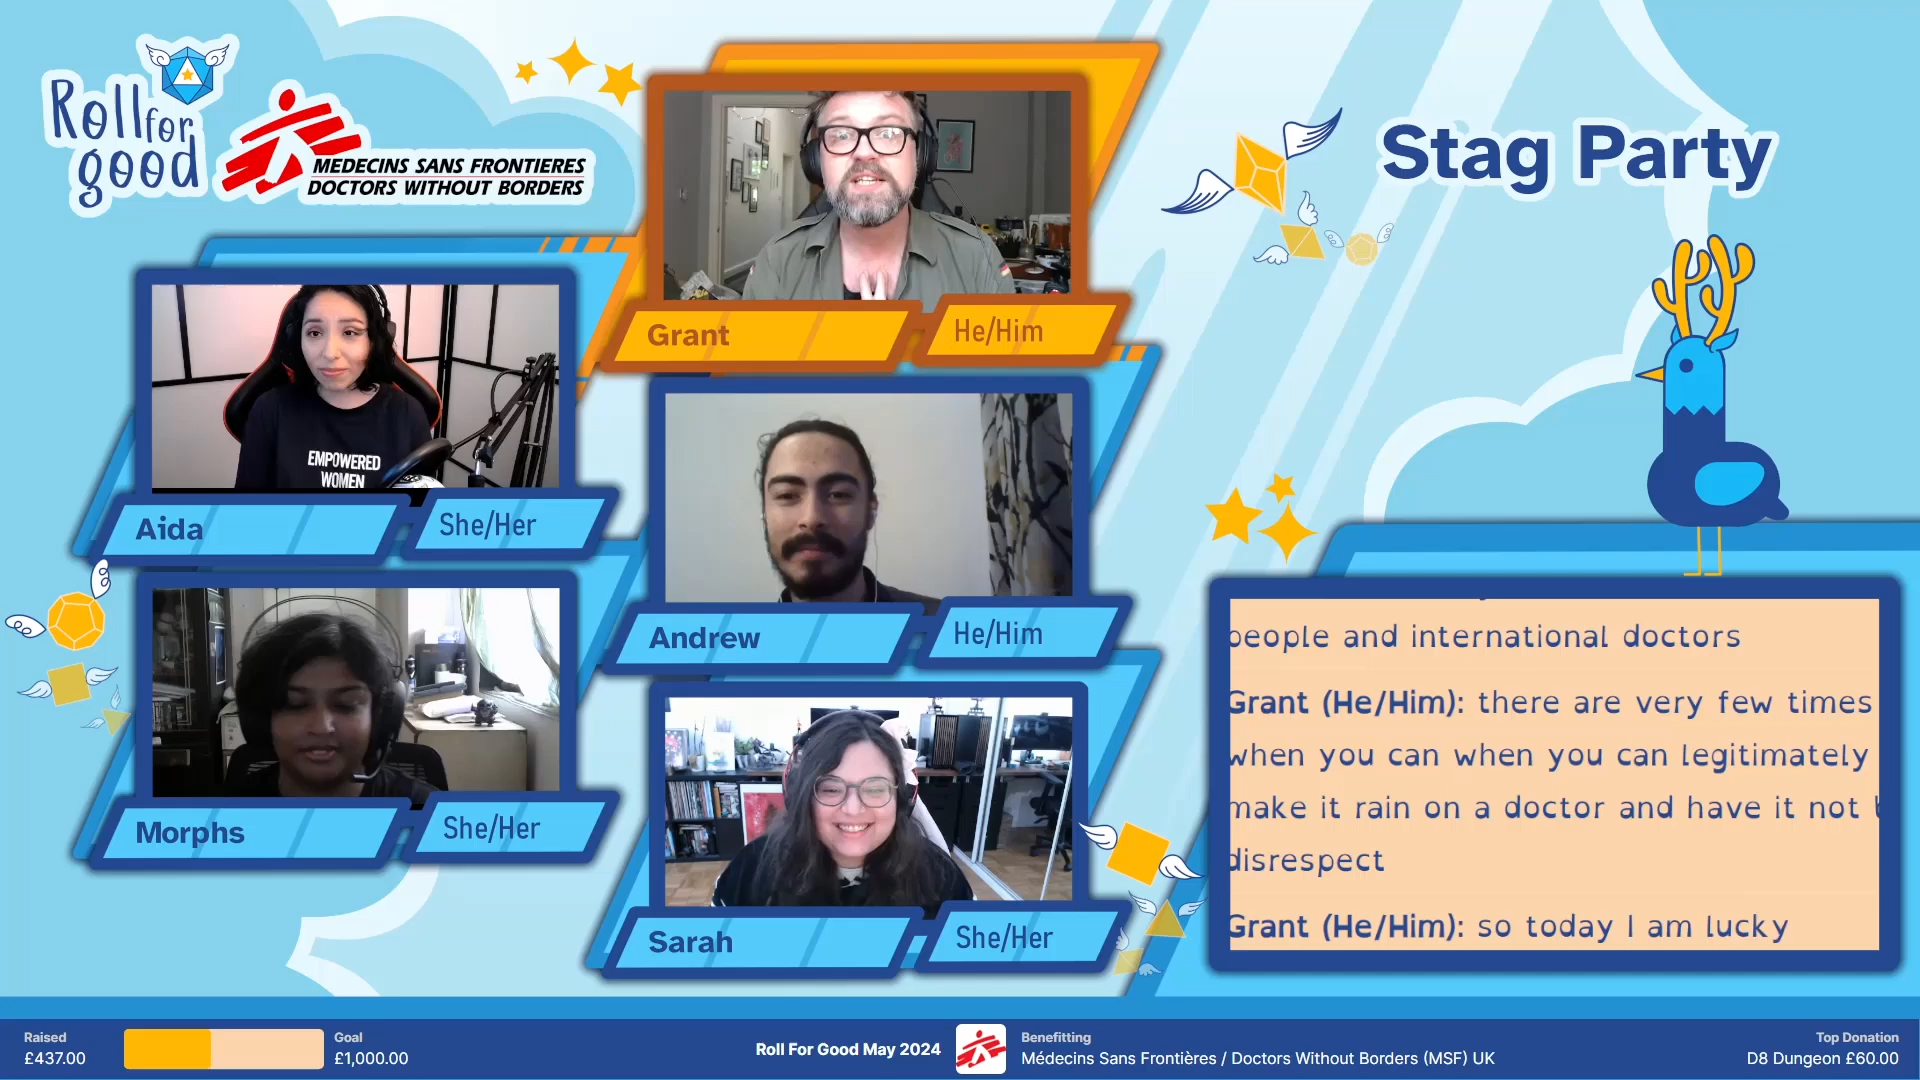 Roll
for
good
MEDECINS SANS FRONTIERES
DOCTORS WITHOUT BORDERS
Stag Party
Grant
He/Him
EMPOWERED
WOMEN
Aida
She/Her
Andrew
He/Him
Morphs
She/Her
Sarah
She/Her
people and international doctors
Grant (He/Him): there are very few times
when you can when you can legitimately
make it rain on a doctor and have it not
disrespect
Grant (He/Him): so today I am lucky
Raised
£437.00
Goal
£1,000.00
Roll For Good May 2024
Benefitting
Médecins Sans Frontières / Doctors Without Borders (MSF) UK
Top Donation
D8 Dungeon £60.00